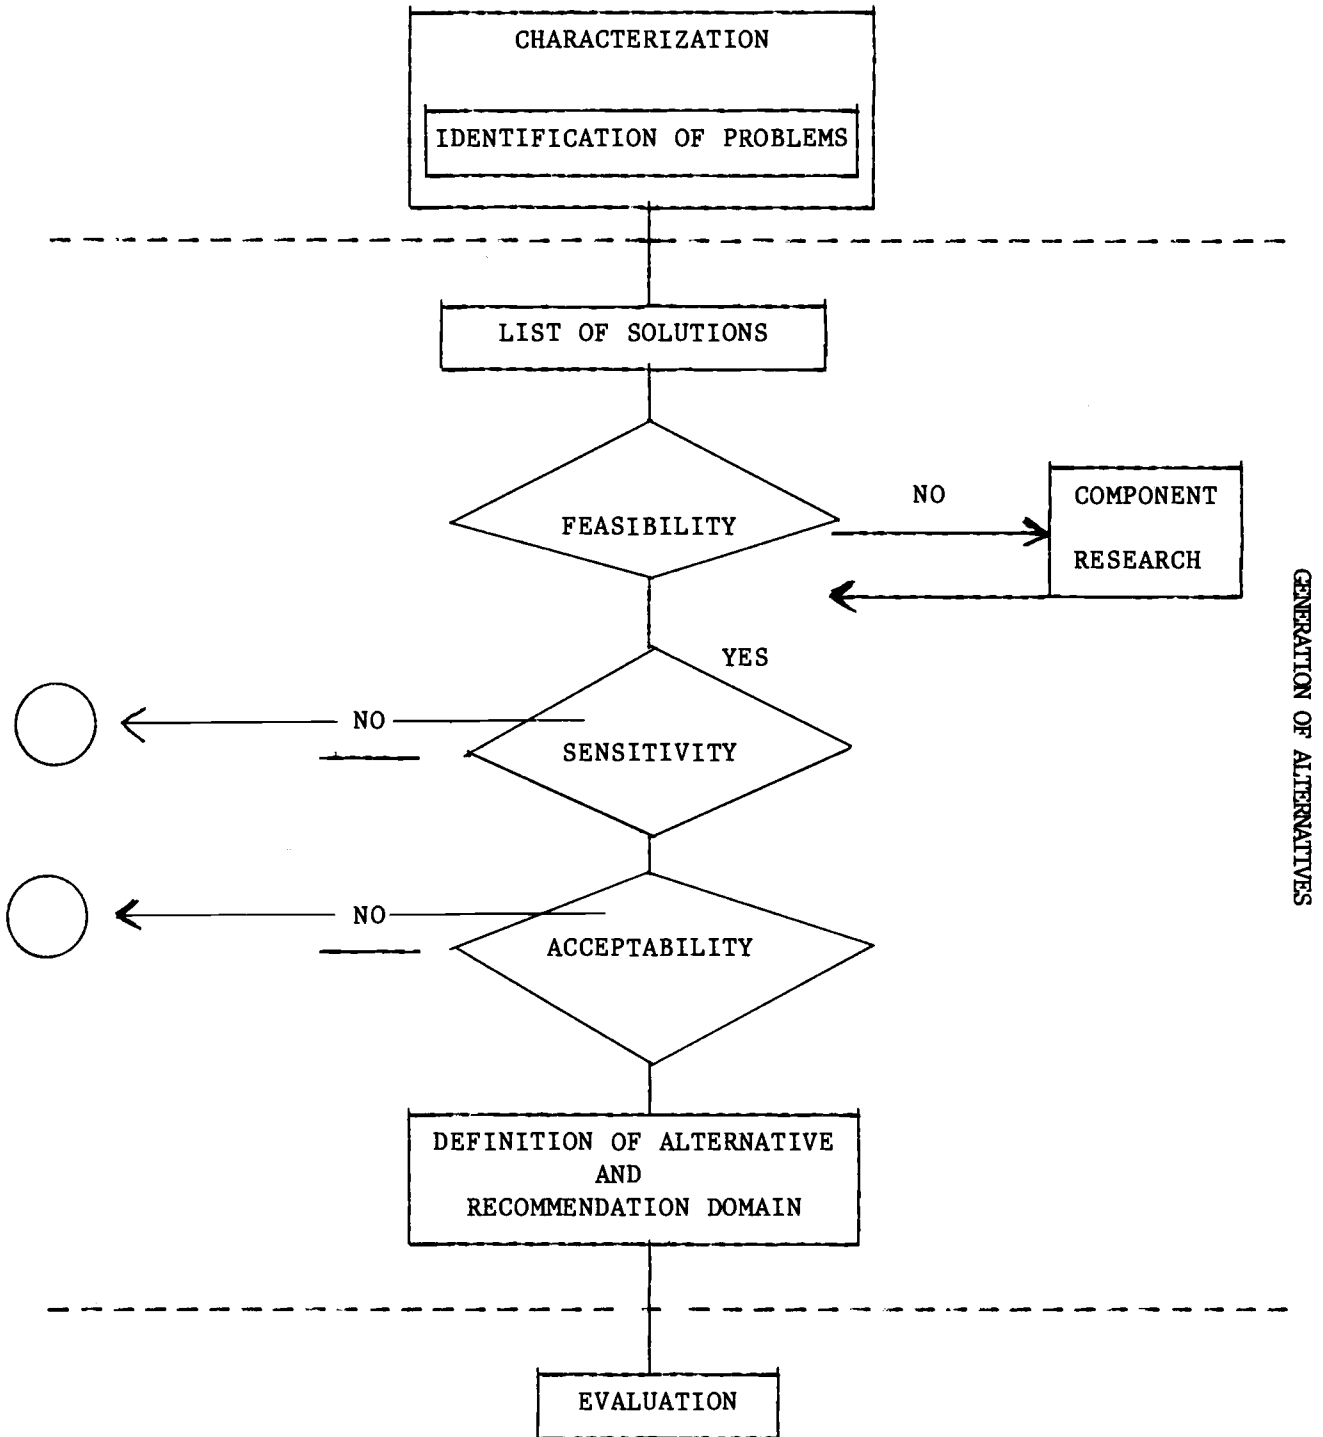 CHARACTERIZATION
IDENTIFICATION OF PROBLEMS
LIST OF SOLUTIONS
FEASIBILITY
NO
COMPONENT
RESEARCH
YES
NO
SENSITIVITY
NO
ACCEPTABILITY
DEFINITION OF ALTERNATIVE
AND
RECOMMENDATION DOMAIN
EVALUATION
GENERATION OF ALTERNATIVES